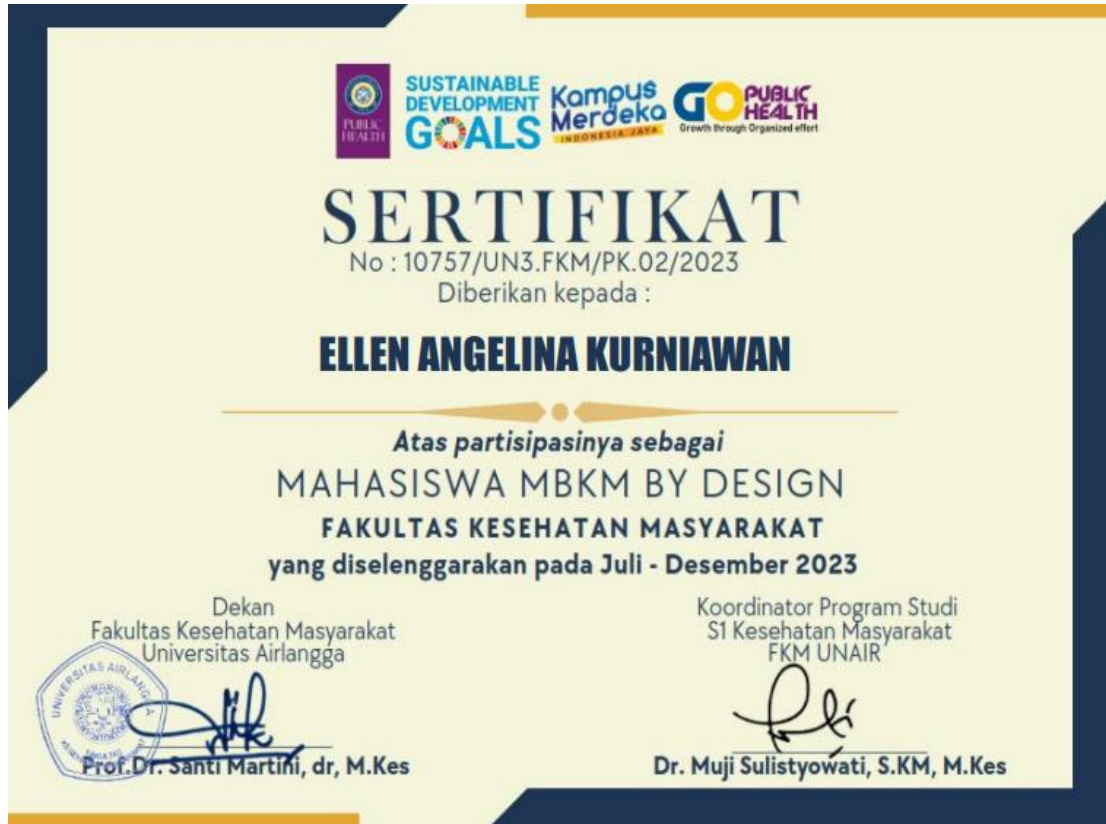 PUBLIC
HEALTH
SUSTAINABLE
DEVELOPMENT
GOALS
Kampus
Merdeka
INDONESIA JAYA
GO PUBLIC
HEALTH
Growth through Organized effort
SERTIFIKAT
No : 10757/UN3.FKM/PK.02/2023
Diberikan kepada :
ELLEN ANGELINA KURNIAWAN
Atas partisipasinya sebagai
MAHASISWA MBKM BY DESIGN
FAKULTAS KESEHATAN MASYARAKAT
yang diselenggarakan pada Juli - Desember 2023
Dekan
Fakultas Kesehatan Masyarakat
Universitas Airlangga
UNIVERSITAS AIRLANGGA
Prof.Dr. Santi Martini, dr, M.Kes
Koordinator Program Studi
S1 Kesehatan Masyarakat
FKM UNAIR
Dr. Muji Sulistyowati, S.KM, M.Kes